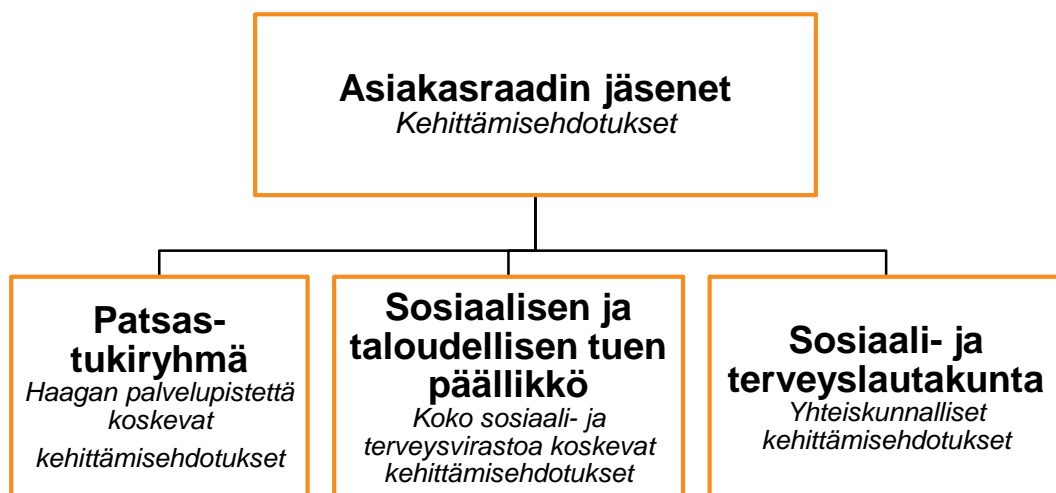 Asiakasraadin jäsenet
Kehittämisehdotukset
Patsas-
tukiryhmä
Haagan palvelupistettä
koskevat
kehittämisehdotukset
Sosiaalisen ja
taloudellisen tuen
päällikkö
Koko sosiaali- ja
terveysvirastoa koskevat
kehittämisehdotukset
Sosiaali- ja
terveyslautakunta
Yhteiskunnalliset
kehittämisehdotukset